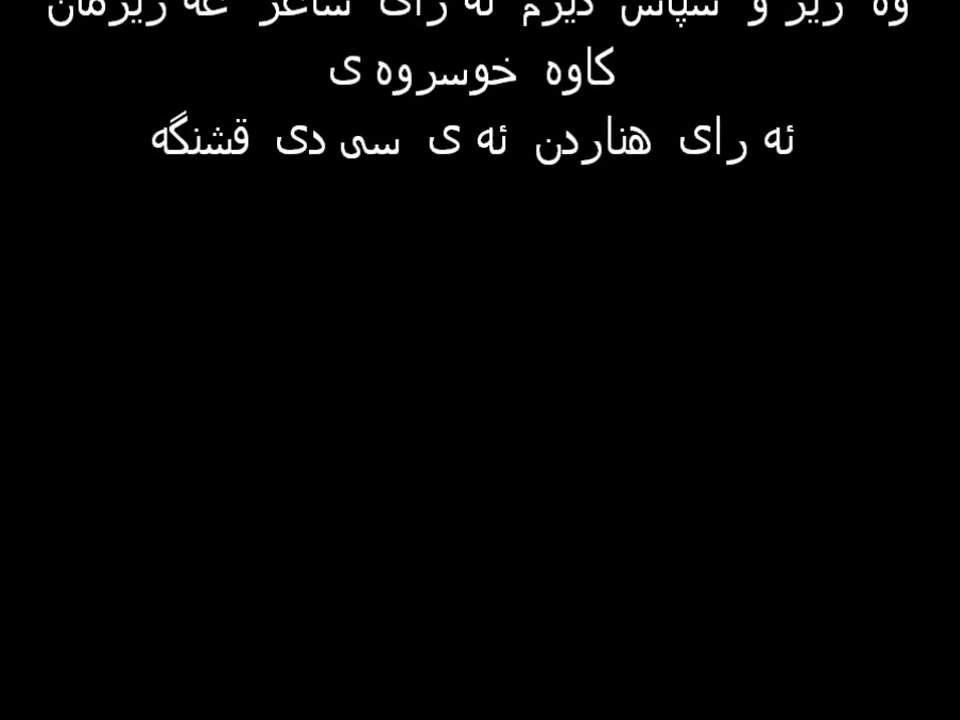 وه ریز و سپاس دیرم ئه رای شاعر عه زیزمان
کاوه خوسروه ی
ئه رای هناردن ئه ی سی دی قشنگه